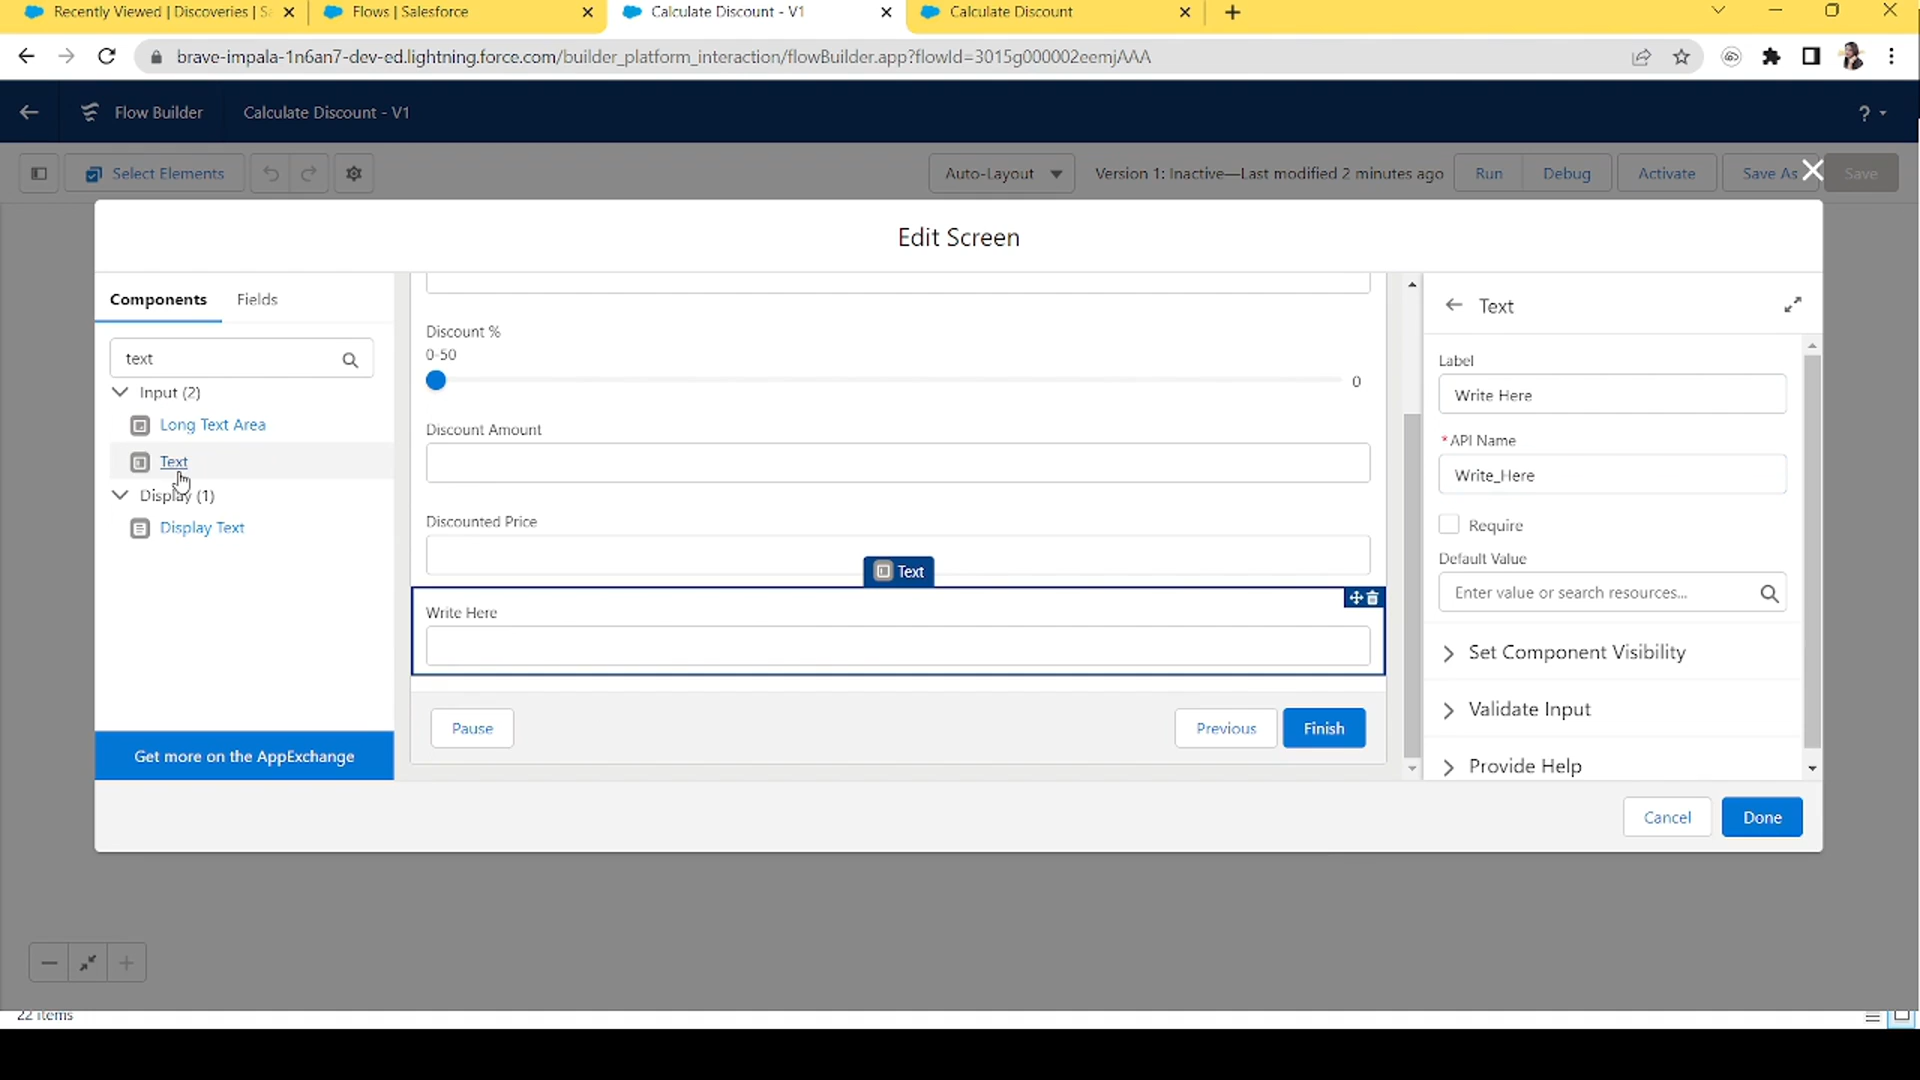 Recently Viewed | Discoveries | Sa
Flows | Salesforce
Calculate Discount - V1
Calculate Discount
brave-impala-1n6an7-dev-ed.lightning.force.com/builder_platform_interaction/flowBuilder.app?flowId=3015g000002eemjAAA
Flow Builder
Calculate Discount - V1
?
Select Elements
Auto-Layout
Version 1: Inactive—Last modified 2 minutes ago
Run
Debug
Activate
Save As
Save
Edit Screen
Components
Fields
text
Input (2)
Long Text Area
Text
Display (1)
Display Text
Get more on the AppExchange
Discount %
0-50
0
Discount Amount
Discounted Price
Text
Write Here
Pause
Previous
Finish
Text
Label
Write Here
*API Name
Write_Here
Require
Default Value
Enter value or search resources...
Set Component Visibility
Validate Input
Provide Help
Cancel
Done
22 items